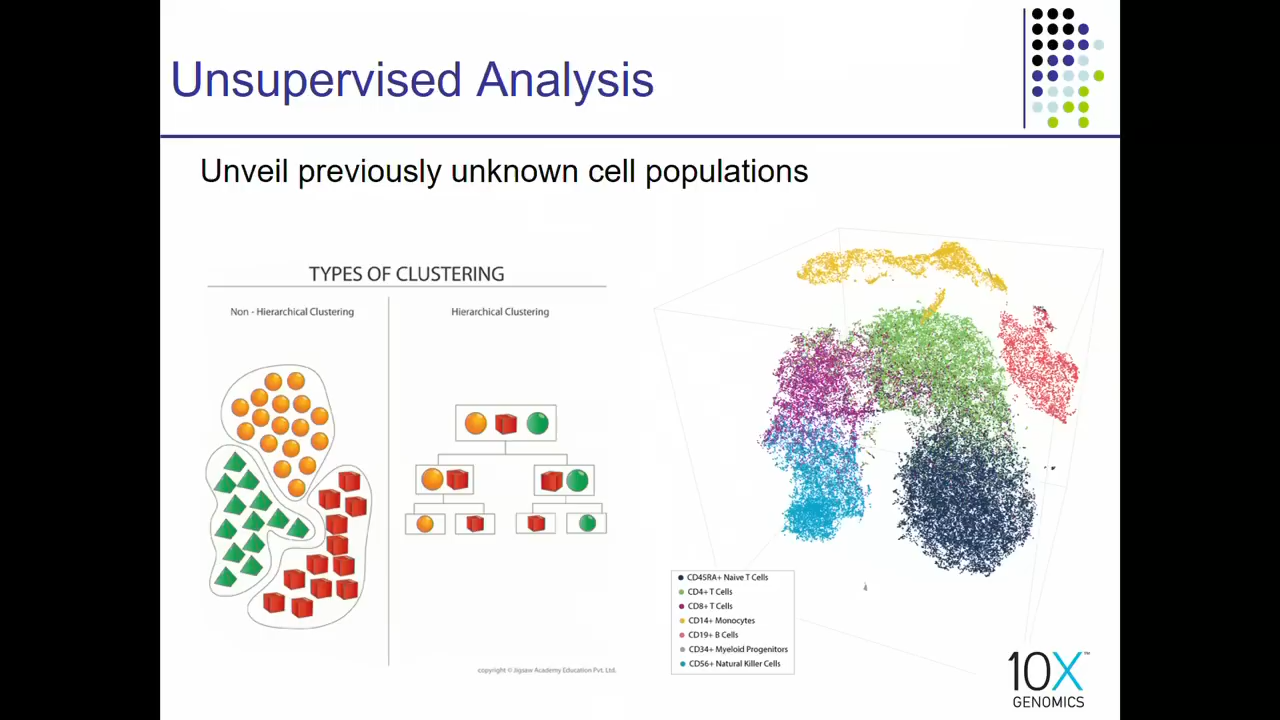 Unsupervised Analysis
Unveil previously unknown cell populations
TYPES OF CLUSTERING
Non - Hierarchical Clustering
Hierarchical Clustering
copyright © Jigsaw Academy Education Pvt. Ltd.
CD45RA+ Naive T Cells
CD4+ T Cells
CD8+ T Cells
CD14+ Monocytes
CD19+ B Cells
CD34+ Myeloid Progenitors
CD56+ Natural Killer Cells
10X™
GENOMICS